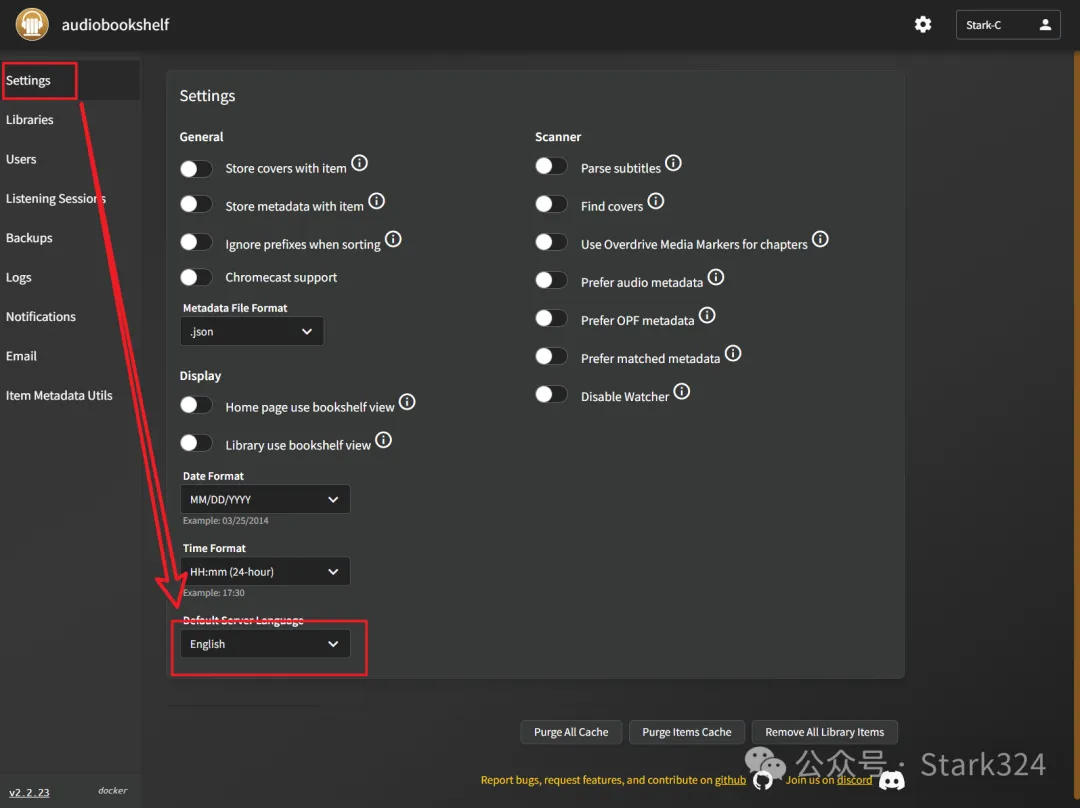 audiobookshelf
Stark-C
Settings
Libraries
Users
Listening Sessions
Backups
Logs
Notifications
Email
Item Metadata Utils
v2.2.23
docker
Settings
General
Store covers with item
Store metadata with item
Ignore prefixes when sorting
Chromecast support
Metadata File Format
.json
Display
Home page use bookshelf view
Library use bookshelf view
Date Format
MM/DD/YYYY
Example: 03/25/2014
Time Format
HH:mm (24-hour)
Example: 17:30
Default Server Language
English
Scanner
Parse subtitles
Find covers
Use Overdrive Media Markers for chapters
Prefer audio metadata
Prefer OPF metadata
Prefer matched metadata
Disable Watcher
Purge All Cache
Purge Items Cache
Remove All Library Items
Report bugs, request features, and contribute on github
Join us on discord
公众号 · Stark324